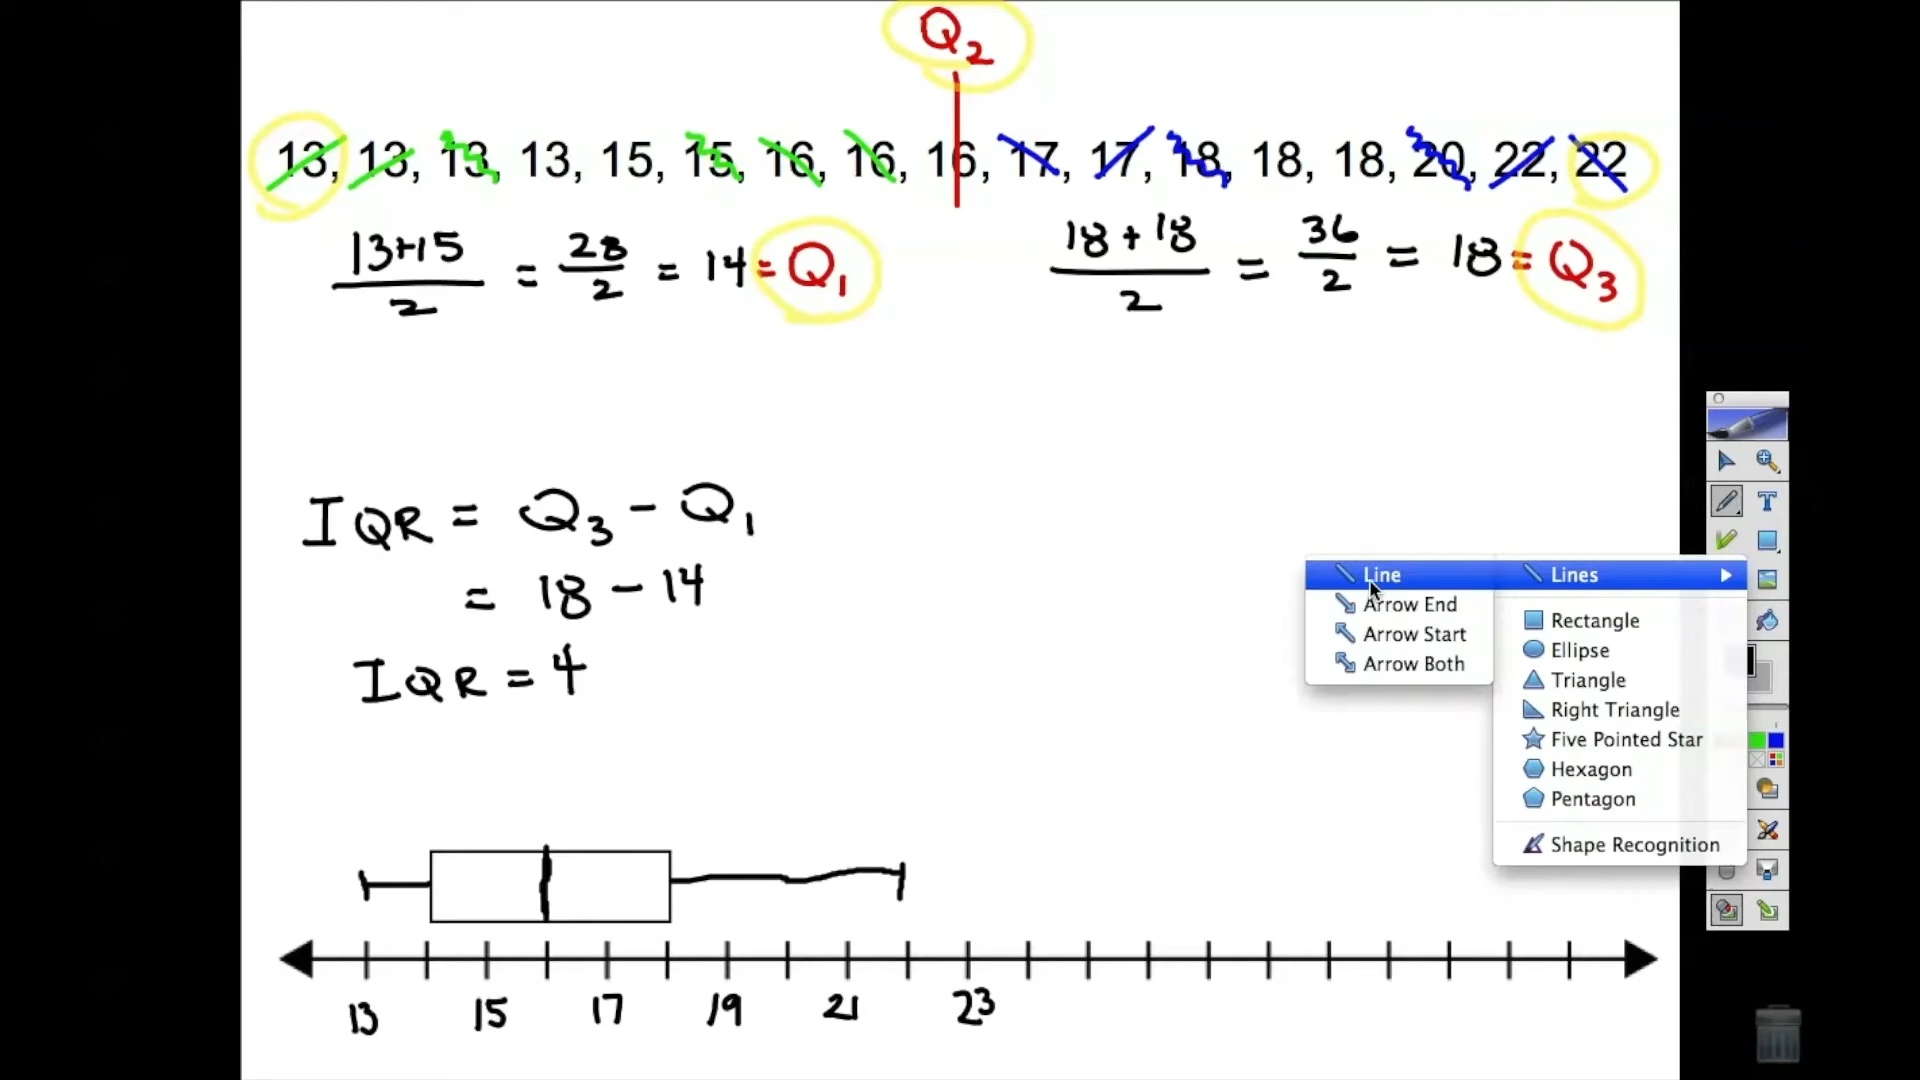 Q2
13, 13, 13, 13, 15, 15, 16, 16, 16, 17, 17, 18, 18, 18, 20, 22, 22
13+15/2 = 28/2 = 14 = Q1
18+18/2 = 36/2 = 18 = Q3
IQR = Q3 - Q1
= 18 - 14
IQR = 4
Line
Arrow End
Arrow Start
Arrow Both
Lines
Rectangle
Ellipse
Triangle
Right Triangle
Five Pointed Star
Hexagon
Pentagon
Shape Recognition
T
13 15 17 19 21 23